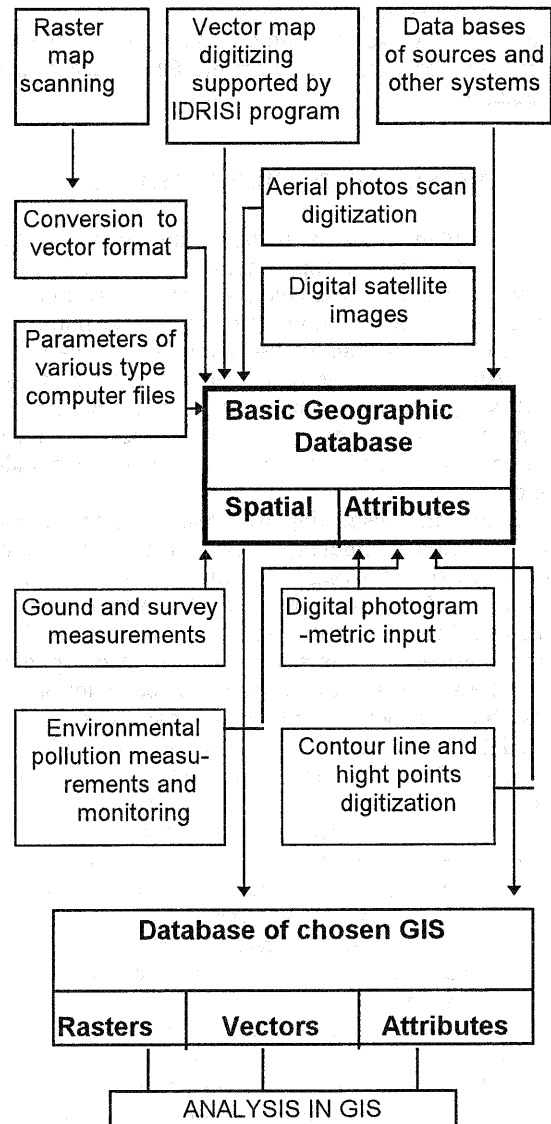 Raster
map
scanning
Vector map
digitizing
supported by
IDRISI program
Data bases
of sources and
other systems
Aerial photos scan
digitization
Conversion to
vector format
Digital satellite
images
Parameters of
various type
computer files
Basic Geographic
Database
Spatial
Attributes
Gound and survey
measurements
Digital photogram
-metric input
Environmental
pollution measu-
rements and
monitoring
Contour line and
hight points
digitization
Database of chosen GIS
Rasters
Vectors
Attributes
ANALYSIS IN GIS